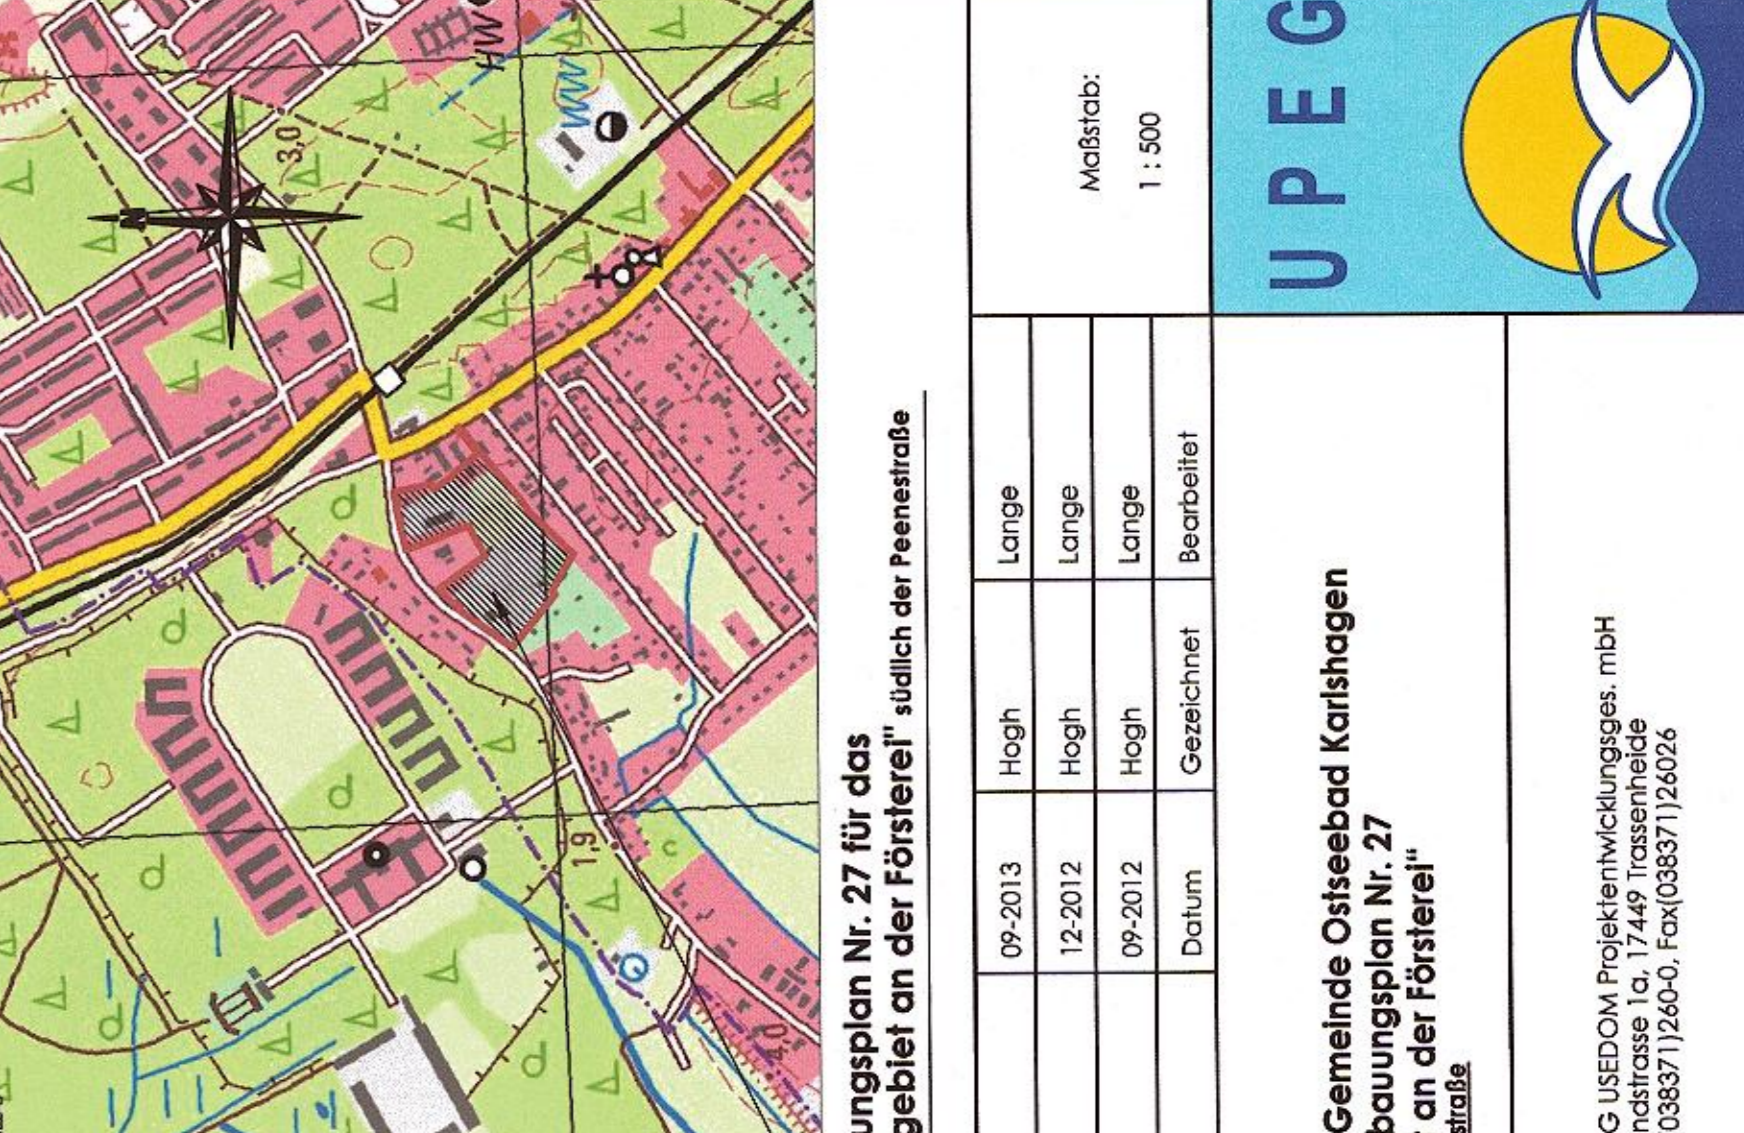 HW
3,0
N
1,9
4,0
ungsplan Nr. 27 für das
gebiet an der Försterei" südlich der Peenestraße
09-2013 Hogh Lange
12-2012 Hogh Lange
09-2012 Hogh Lange
Datum Gezeichnet Bearbeitet
Maßstab:
1 : 500
UPEG
Gemeinde Ostseebad Karlshagen
bauungsplan Nr. 27
an der Försterei"
straße
G USEDOM Projektentwicklungsges. mbH
ndstrasse 1a, 17449 Trassenheide
038371)260-0, Fax(038371)26026